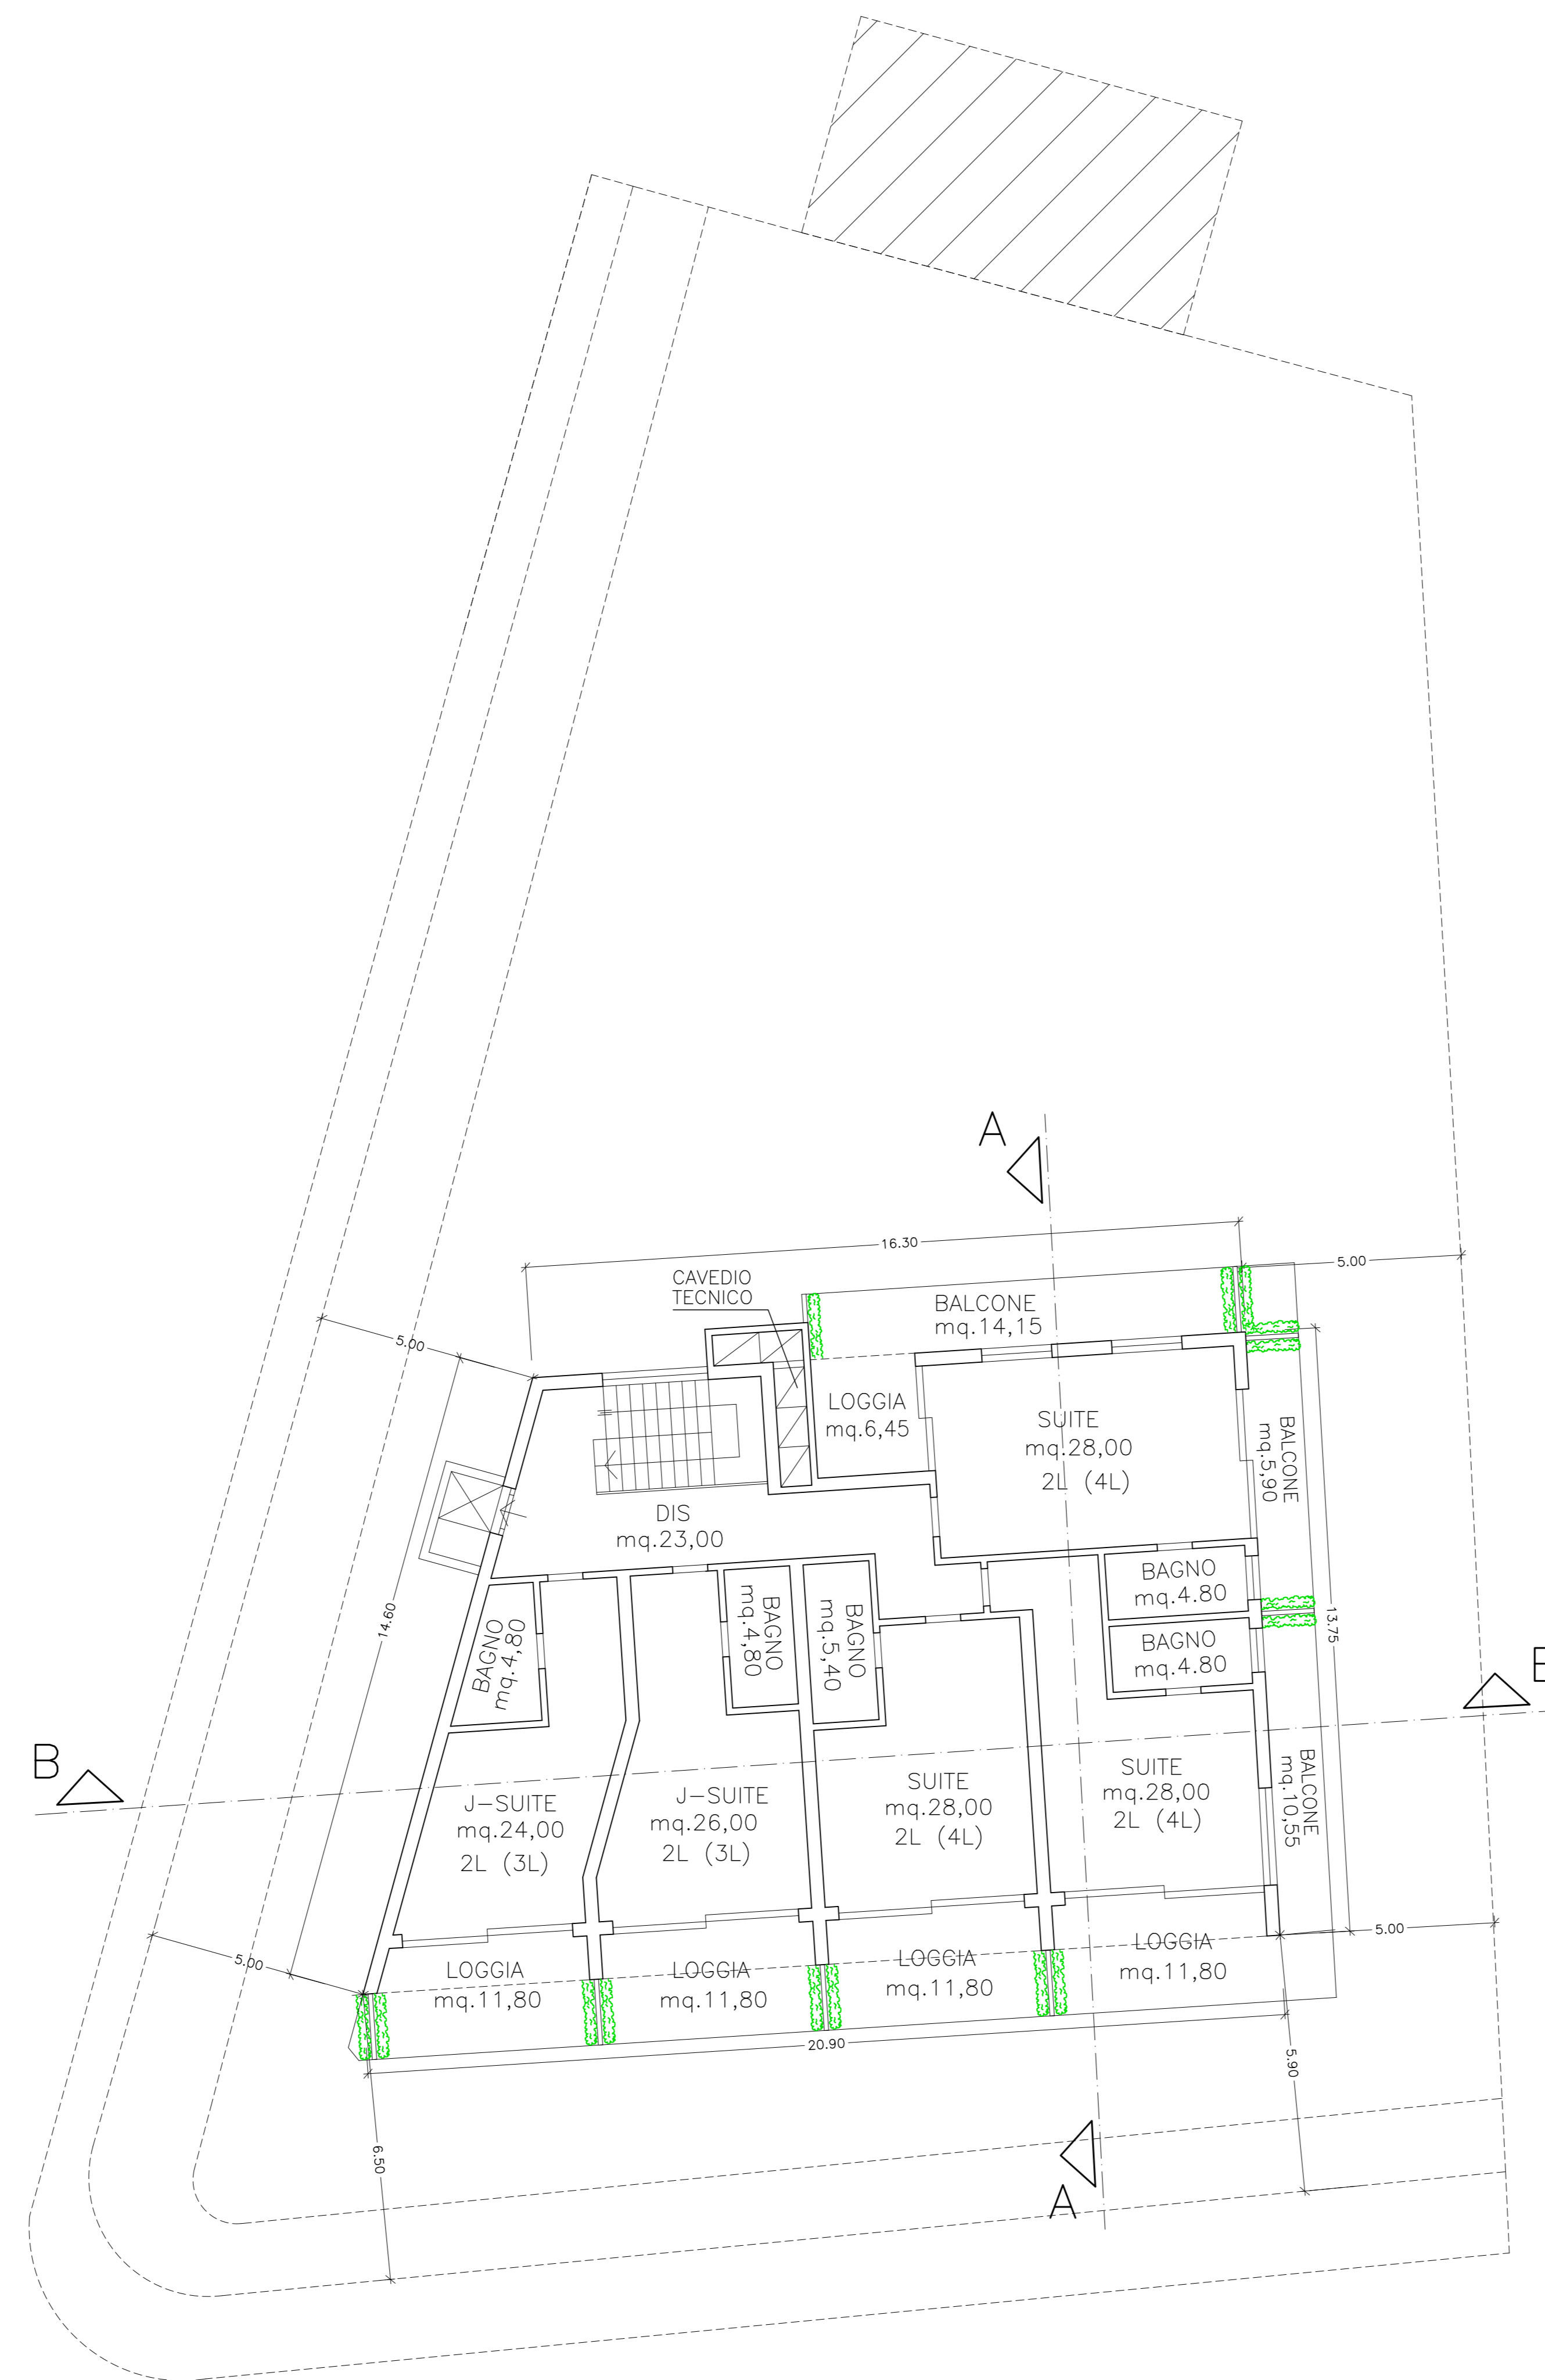 A
16.30
5.00
CAVEDIO
TECNICO
BALCONE
mq.14,15
5.00
LOGGIA
mq.6,45
SUITE
mq.28,00
2L (4L)
BALCONE
mq.5,90
DIS
mq.23,00
14.60
BAGNO
mq.4,80
BAGNO
mq.4,80
BAGNO
mq.5,40
BAGNO
mq.4.80
BAGNO
mq.4.80
13.75
B
J-SUITE
mq.24,00
2L (3L)
J-SUITE
mq.26,00
2L (3L)
SUITE
mq.28,00
2L (4L)
SUITE
mq.28,00
2L (4L)
BALCONE
mq.10,55
5.00
LOGGIA
mq.11,80
LOGGIA
mq.11,80
LOGGIA
mq.11,80
LOGGIA
mq.11,80
5.00
20.90
5.90
6.50
A